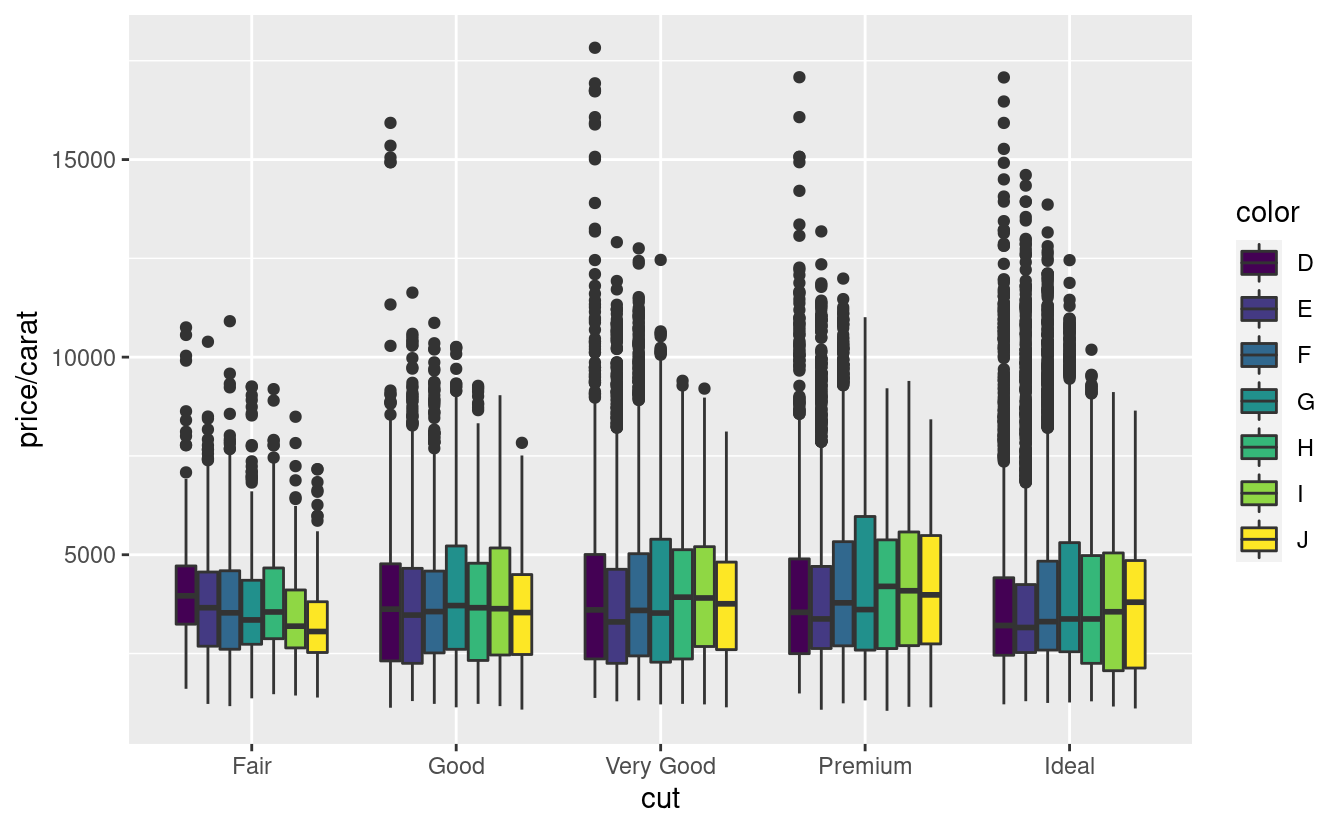 15000
10000
5000
price/carat
Fair Good Very Good Premium Ideal
cut
color
D
E
F
G
H
I
J